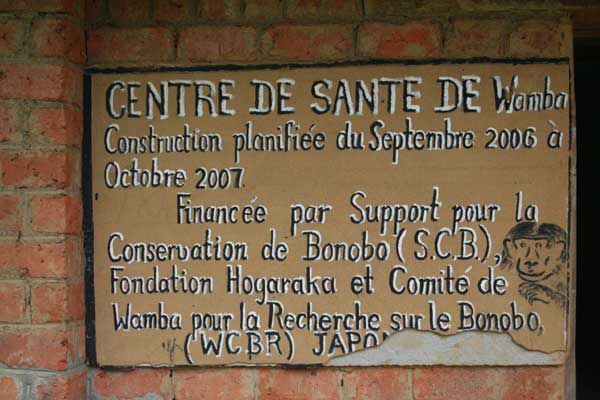 CENTRE DE SANTE DE Wamba
Construction planifiée du Septembre 2006 à
Octobre 2007.
Financée par Support pour la
Conservation de Bonobo (S.C.B.),
Fondation Hogaraka et Comité de
Wamba pour la Recherche sur le Bonobo,
(WCBR) JAPON